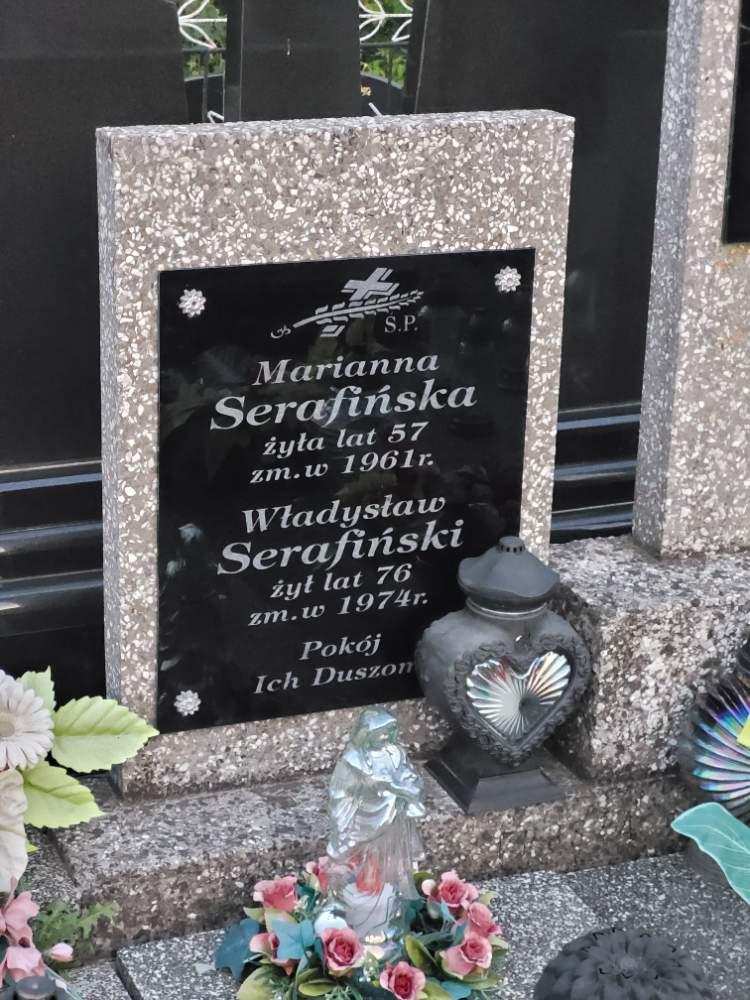 Ś.P.
Marianna
Serafińska
żyła lat 57
zm.w 1961r.
Władysław
Serafiński
żył lat 76
zm.w 1974r.
Pokój
Ich Duszom